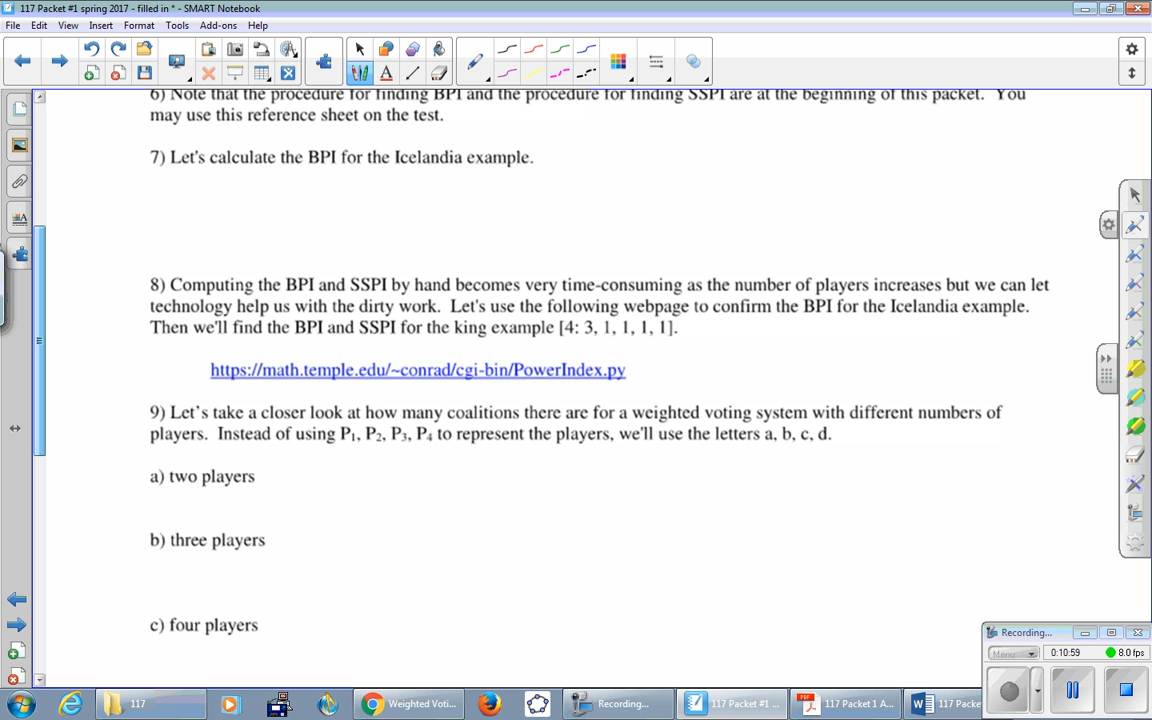 117 Packet #1 spring 2017 - filled in * - SMART Notebook
File Edit View Insert Format Tools Add-ons Help
6) Note that the procedure for finding BPI and the procedure for finding SSPI are at the beginning of this packet. You
may use this reference sheet on the test.
7) Let's calculate the BPI for the Icelandia example.
8) Computing the BPI and SSPI by hand becomes very time-consuming as the number of players increases but we can let
technology help us with the dirty work. Let's use the following webpage to confirm the BPI for the Icelandia example.
Then we'll find the BPI and SSPI for the king example [4: 3, 1, 1, 1, 1].
https://math.temple.edu/~conrad/cgi-bin/PowerIndex.py
9) Let's take a closer look at how many coalitions there are for a weighted voting system with different numbers of
players. Instead of using P₁, P₂, P₃, P₄ to represent the players, we'll use the letters a, b, c, d.
a) two players
b) three players
c) four players
Recording...
Menu 0:10:59 8.0 fps
117 Weighted Voti... Recording... 117 Packet #1 ... 117 Packet 1 A... 117 Packe